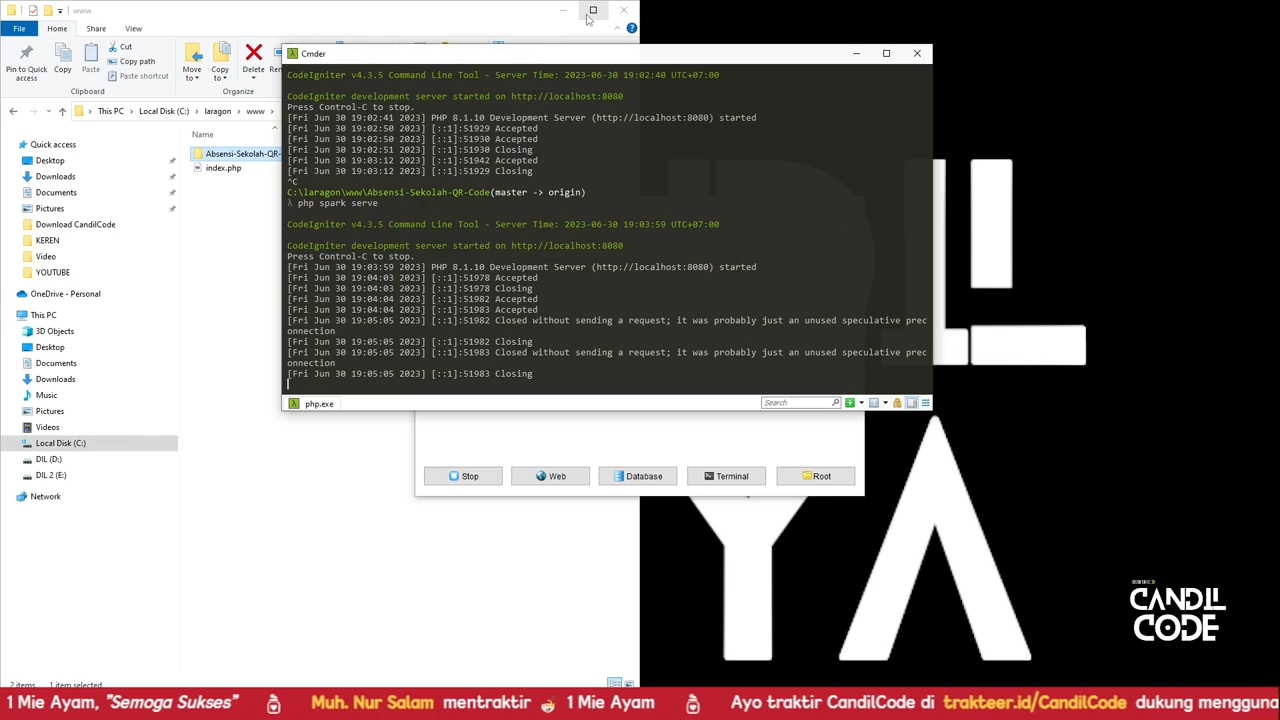 www
File
Home
Share
View
Pin to Quick
access
Copy
Paste
Cut
Copy path
Paste shortcut
Clipboard
Move
to
Copy
to
Delete
Organize
This PC
Local Disk (C:)
laragon
www
Name
Absensi-Sekolah-QR-
index.php
Quick access
Desktop
Downloads
Documents
Pictures
Download CandilCode
KEREN
Video
YOUTUBE
OneDrive - Personal
This PC
3D Objects
Desktop
Documents
Downloads
Music
Pictures
Videos
Local Disk (C:)
DIL (D:)
DIL 2 (E:)
Network
2 items
1 item selected
Cmder
CodeIgniter v4.3.5 Command Line Tool - Server Time: 2023-06-30 19:02:40 UTC+07:00
CodeIgniter development server started on http://localhost:8080
Press Control-C to stop.
[Fri Jun 30 19:02:41 2023] PHP 8.1.10 Development Server (http://localhost:8080) started
[Fri Jun 30 19:02:50 2023] [::1]:51929 Accepted
[Fri Jun 30 19:02:50 2023] [::1]:51930 Accepted
[Fri Jun 30 19:02:51 2023] [::1]:51930 Closing
[Fri Jun 30 19:03:12 2023] [::1]:51942 Accepted
[Fri Jun 30 19:03:12 2023] [::1]:51929 Closing
^C
C:\laragon\www\Absensi-Sekolah-QR-Code(master -> origin)
λ php spark serve
CodeIgniter v4.3.5 Command Line Tool - Server Time: 2023-06-30 19:03:59 UTC+07:00
CodeIgniter development server started on http://localhost:8080
Press Control-C to stop.
[Fri Jun 30 19:03:59 2023] PHP 8.1.10 Development Server (http://localhost:8080) started
[Fri Jun 30 19:04:03 2023] [::1]:51978 Accepted
[Fri Jun 30 19:04:03 2023] [::1]:51978 Closing
[Fri Jun 30 19:04:04 2023] [::1]:51982 Accepted
[Fri Jun 30 19:04:04 2023] [::1]:51983 Accepted
[Fri Jun 30 19:05:05 2023] [::1]:51982 Closed without sending a request; it was probably just an unused speculative prec
onnection
[Fri Jun 30 19:05:05 2023] [::1]:51982 Closing
[Fri Jun 30 19:05:05 2023] [::1]:51983 Closed without sending a request; it was probably just an unused speculative prec
onnection
[Fri Jun 30 19:05:05 2023] [::1]:51983 Closing
php.exe
Search
Stop
Web
Database
Terminal
Root
CANDIL
CODE
1 Mie Ayam, "Semoga Sukses" Muh. Nur Salam mentraktir 1 Mie Ayam Ayo traktir CandilCode di trakteer.id/CandilCode dukung mengguna